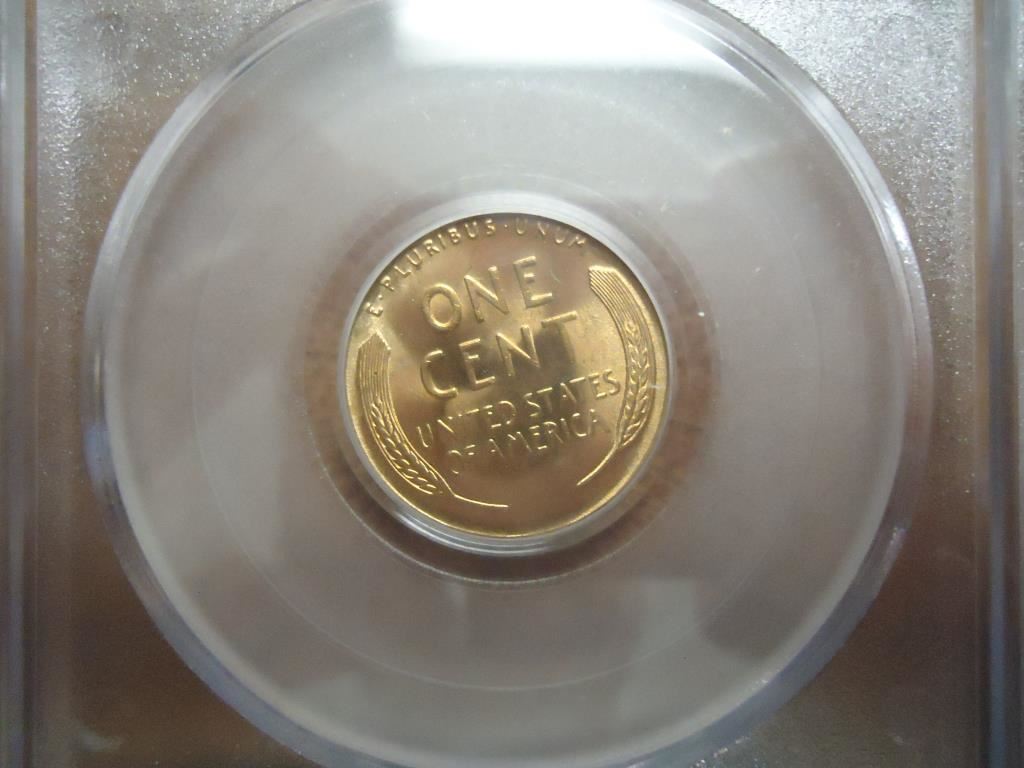 E·PLURIBUS·UNUM
ONE
CENT
UNITED STATES
OF AMERICA